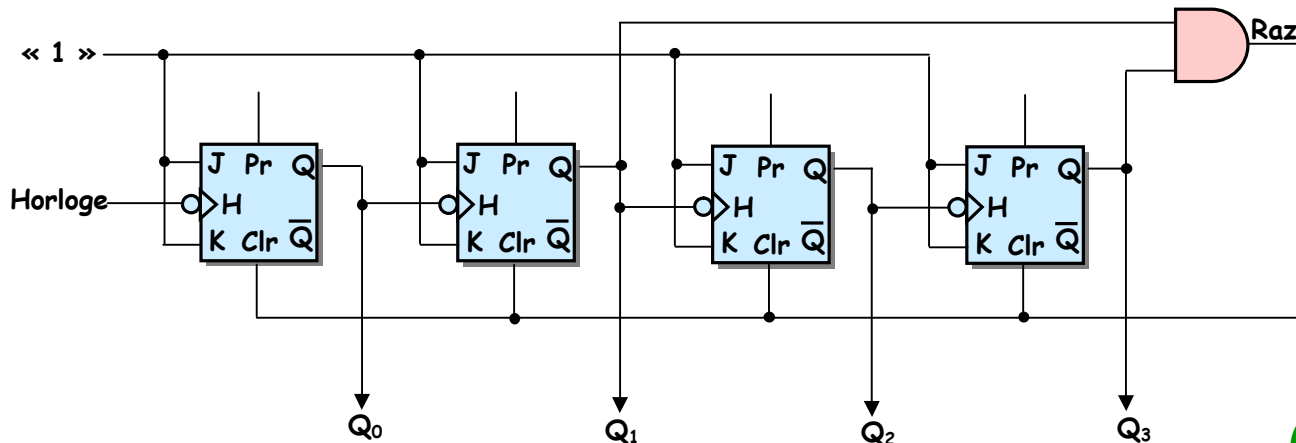 Raz
« 1 »
J Pr Q
H
K Clr Q̅
J Pr Q
H
K Clr Q̅
J Pr Q
H
K Clr Q̅
J Pr Q
H
K Clr Q̅
Horloge
Q₀
Q₁
Q₂
Q₃